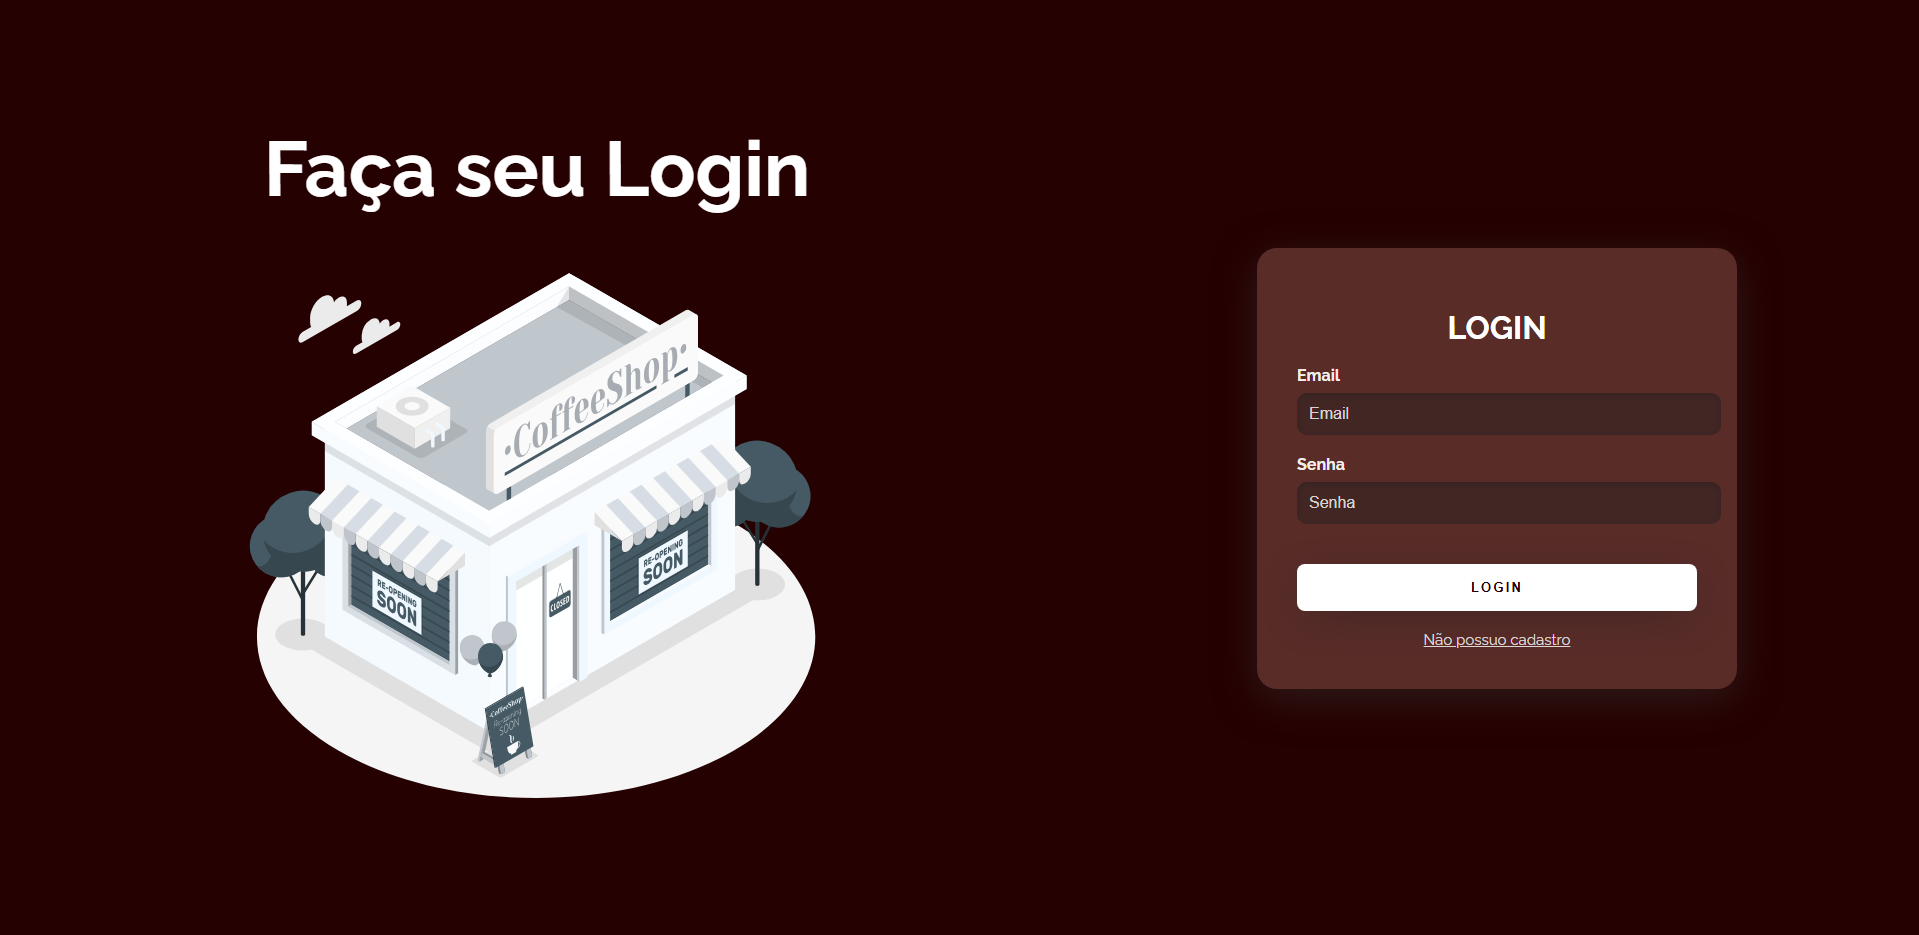 Faça seu Login
•CoffeeShop•
RE-OPENING
SOON
RE-OPENING
SOON
CLOSED
•CoffeeShop•
Re-opening
SOON
LOGIN
Email
Email
Senha
Senha
LOGIN
Não possuo cadastro